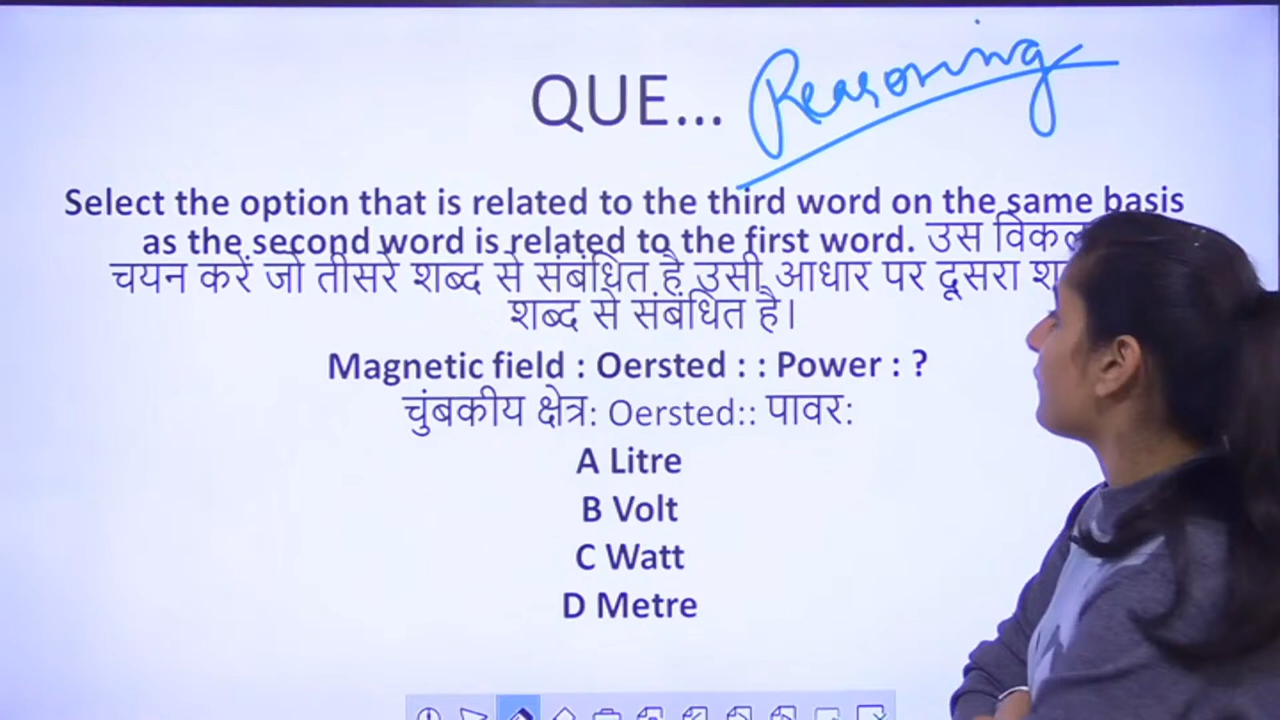 QUE... Reasoning
Select the option that is related to the third word on the same basis
as the second word is related to the first word. उस
चयन करें जो तीसरे शब्द से संबंधित है उसी आधार पर दूसरा
शब्द से संबंधित है।
Magnetic field : Oersted : : Power : ?
चुंबकीय क्षेत्र: Oersted:: पावर:
A Litre
B Volt
C Watt
D Metre